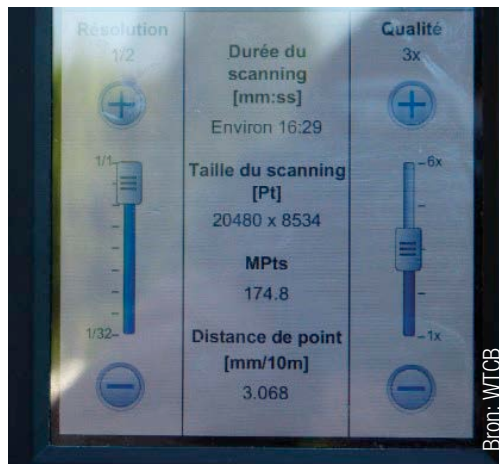 Résolution
1/2
1/1
1/32
Durée du
scanning
[mm:ss]
Environ 16:29
Taille du scanning
[Pt]
20480 x 8534
MPts
174.8
Distance de point
[mm/10m]
3.068
Qualité
3x
6x
1x
Bron: WTCB